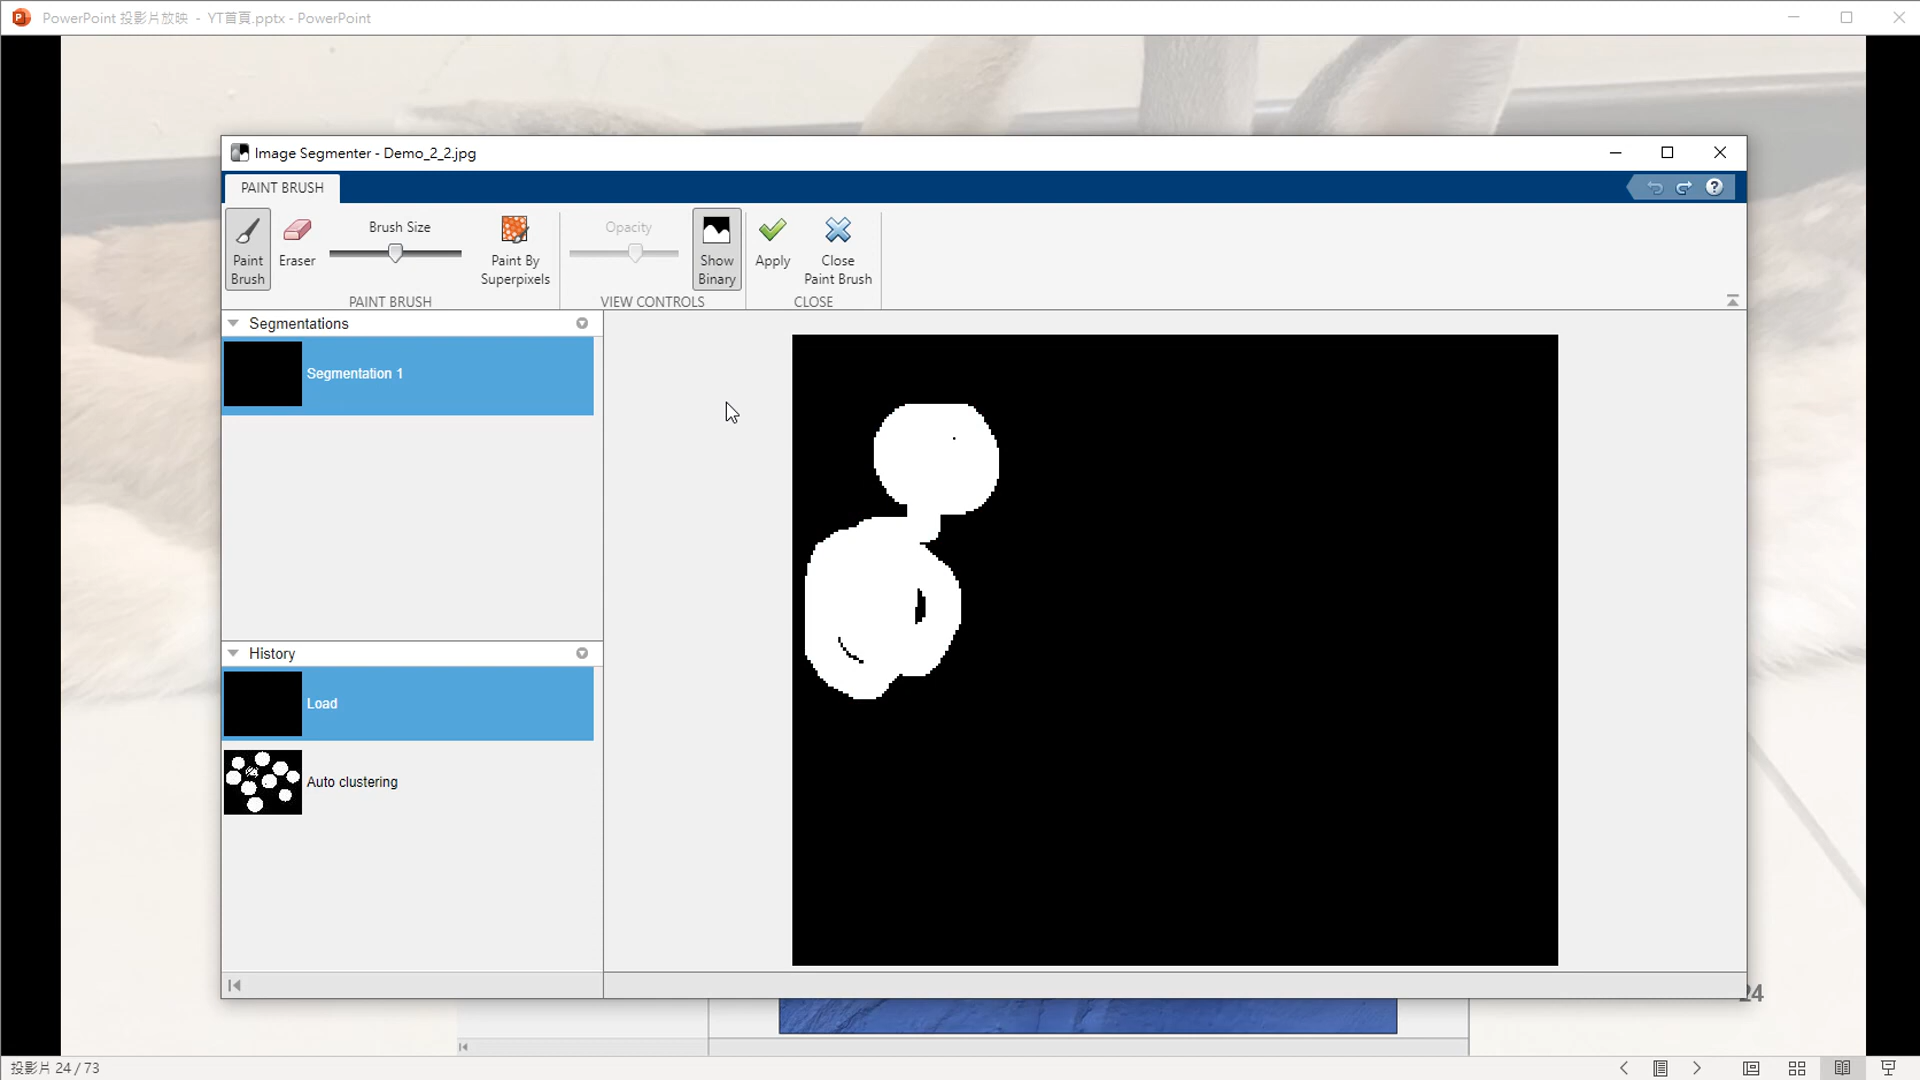 PowerPoint 投影片放映 - YT首頁.pptx - PowerPoint
Image Segmenter - Demo_2_2.jpg
PAINT BRUSH
Paint Brush
Eraser
Brush Size
Paint By Superpixels
PAINT BRUSH
Opacity
Show Binary
VIEW CONTROLS
Apply
Close Paint Brush
CLOSE
Segmentations
Segmentation 1
History
Load
Auto clustering
24
投影片 24 / 73